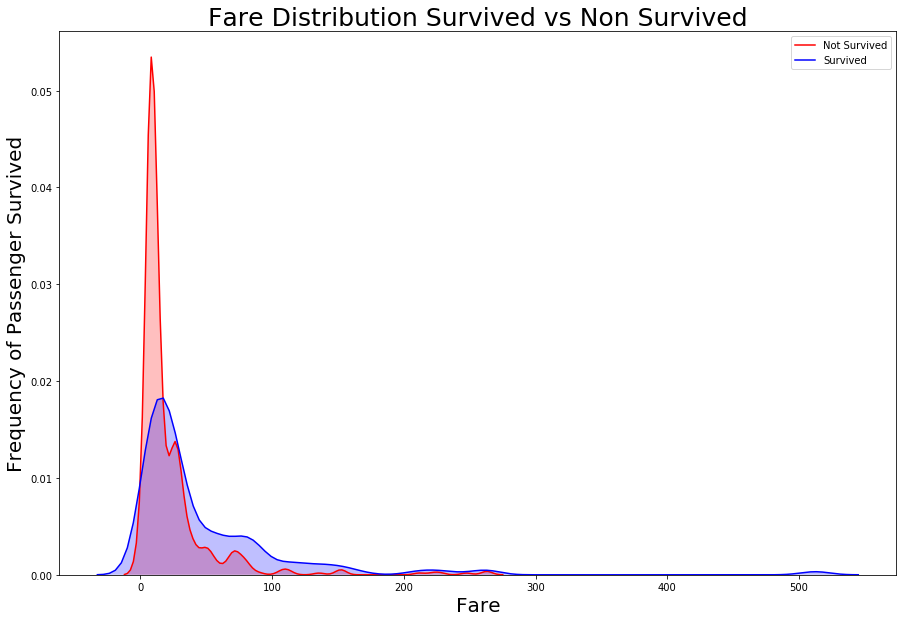 Fare Distribution Survived vs Non Survived
Not Survived
Survived
Frequency of Passenger Survived
0.05
0.04
0.03
0.02
0.01
0.00
0
100
200
300
400
500
Fare